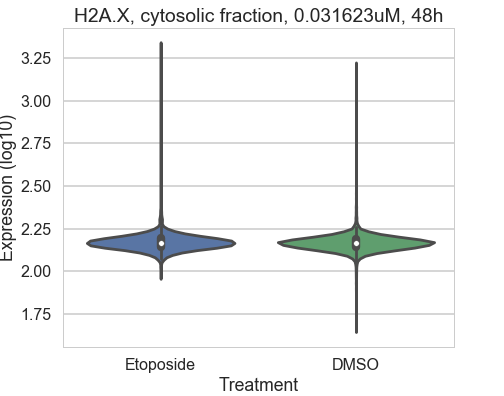 H2A.X, cytosolic fraction, 0.031623uM, 48h
Expression (log10)
3.25
3.00
2.75
2.50
2.25
2.00
1.75
Etoposide DMSO
Treatment